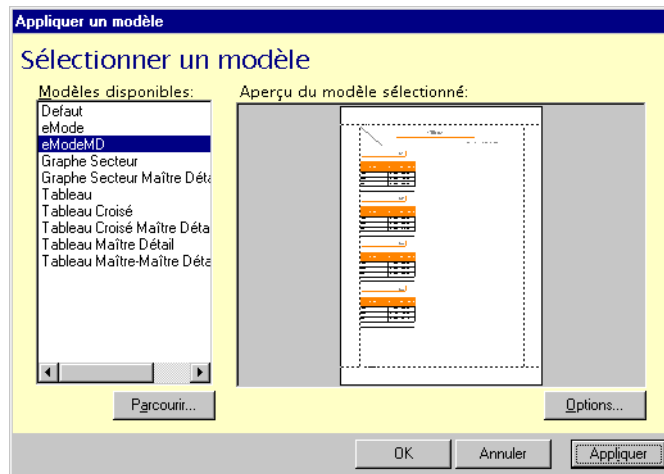 Appliquer un modèle
Sélectionner un modèle
Modèles disponibles:
Aperçu du modèle sélectionné:
Defaut
eMode
eModeMD
Graphe Secteur
Graphe Secteur Maître Déta
Tableau
Tableau Croisé
Tableau Croisé Maître Déta
Tableau Maître Détail
Tableau Maître-Maître Déta
Parcourir...
Options...
OK
Annuler
Appliquer